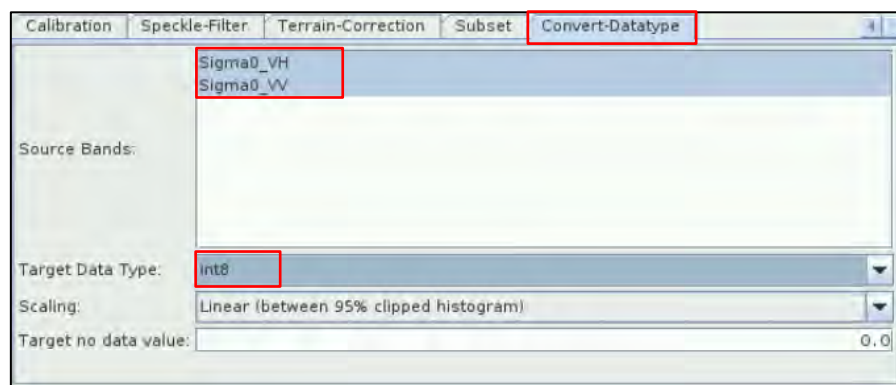 Calibration Speckle-Filter Terrain-Correction Subset Convert-Datatype
Sigma0_VH
Sigma0_VV
Source Bands:
Target Data Type: int8
Scaling: Linear (between 95% clipped histogram)
Target no data value: 0.0